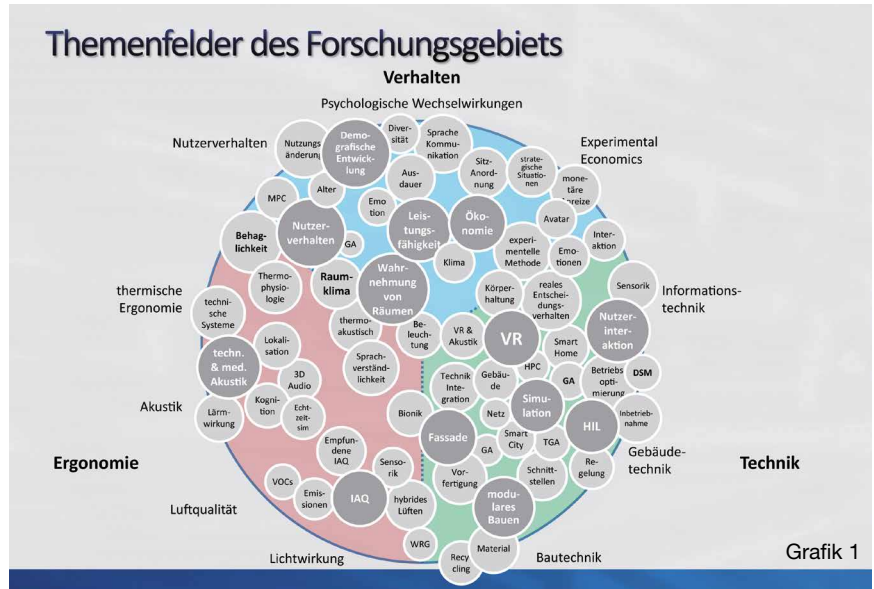 Themenfelder des Forschungsgebiets
Verhalten
Psychologische Wechselwirkungen
Nutzerverhalten
Experimental
Economics
Nutzungs
änderung
Demo-
grafische
Entwick-
lung
Diver-
sität
Sprache
Kommu-
nikation
Sitz-
Anord-
nung
strate-
gische
Situatio-
nen
mone-
täre
Anreize
MPC
Alter
Emo
tion
Aus-
dauer
Leis-
tungs-
fähigkeit
Öko-
nomie
Avatar
Inter-
aktion
Behag-
lichkeit
Nutzer-
verhalten
GA
Klima
experi-
mentelle
Methode
Emo-
tionen
thermische
Ergonomie
Thermo-
physio-
logie
Raum-
klima
Wahr-
nehmung
von
Räumen
Körper-
haltung
reales
Entschei-
dungs-
verhalten
Sensorik
Informations-
technik
techni-
sche
Systeme
thermo-
akustisch
Be-
leuch-
tung
VR &
Akustik
VR
Smart
Home
Nutzer-
inter-
aktion
Lokali-
sation
techn.
& med.
Akustik
3D
Audio
Sprach-
verständ-
lichkeit
Technik
Inte-
gration
Gebäu-
de
HPC
GA
Betriebs
opti-
mierung
DSM
Akustik
Lärm-
wirkung
Kogni-
tion
Echt-
zeit-
sim
Bionik
Netz
Simu-
lation
HIL
Inbetrieb-
nahme
Gebäude-
technik
Ergonomie
Technik
Empfun-
dene
IAQ
Senso-
rik
Fassade
GA
Smart
City
TGA
Re-
gelung
VOCs
Emis-
sionen
IAQ
hybrides
Lüften
Vor-
fertigung
Schnitt-
stellen
modu-
lares
Bauen
Luftqualität
Lichtwirkung
WRG
Recy
cling
Material
Bautechnik
Grafik 1